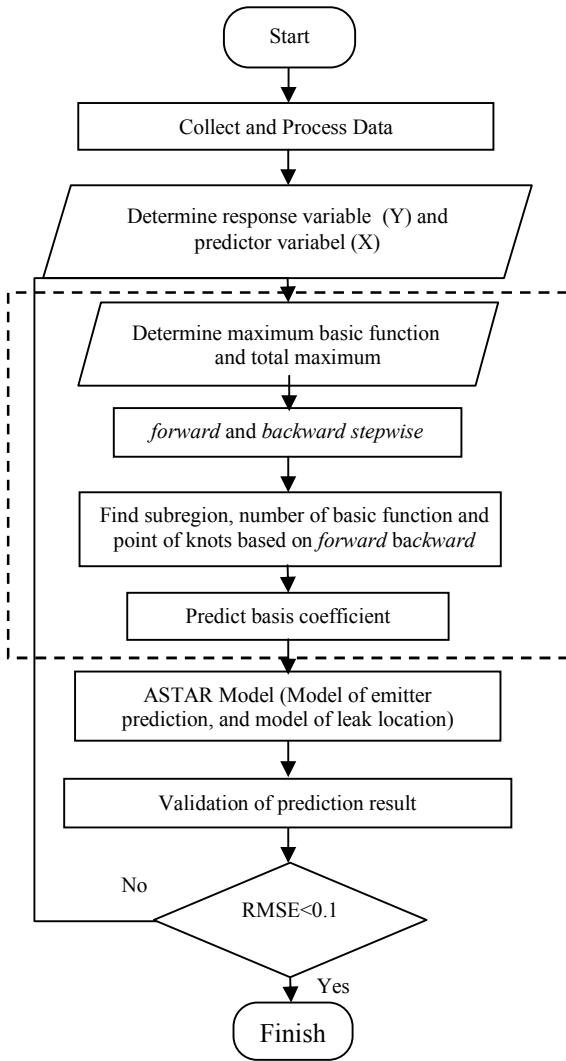 Start
Collect and Process Data
Determine response variable (Y) and
predictor variabel (X)
Determine maximum basic function
and total maximum
forward and backward stepwise
Find subregion, number of basic function and
point of knots based on forward backward
Predict basis coefficient
ASTAR Model (Model of emitter
prediction, and model of leak location)
Validation of prediction result
No
RMSE<0.1
Yes
Finish